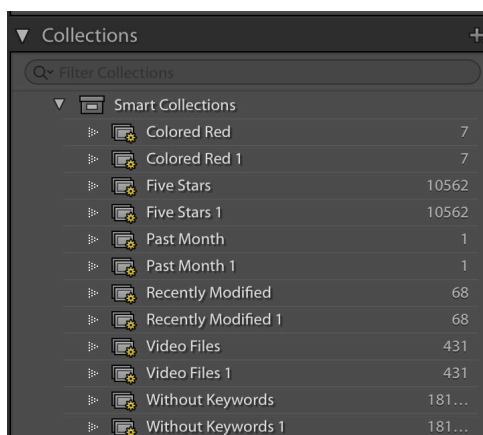 Collections +
Filter Collections
Smart Collections
Colored Red 7
Colored Red 1 7
Five Stars 10562
Five Stars 1 10562
Past Month 1
Past Month 1 1
Recently Modified 68
Recently Modified 1 68
Video Files 431
Video Files 1 431
Without Keywords 181...
Without Keywords 1 181...